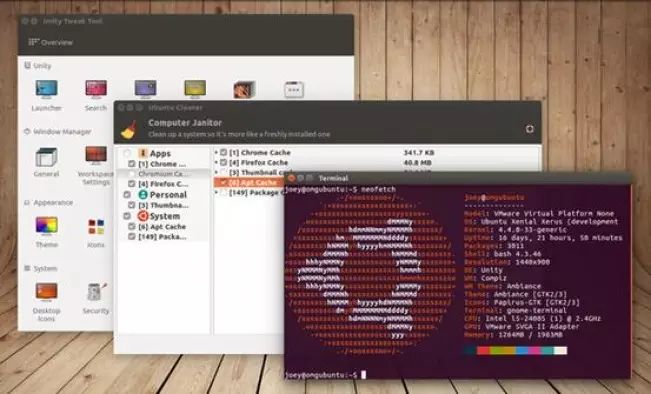 Unity Tweak Tool
Overview
Unity
Launcher
Search
Window Manager
General
Workspace
Settings
Appearance
Theme
Icons
System
Desktop
Icons
Security
Ubuntu Cleaner
Computer Janitor
Clean up a system so it's more like a freshly installed one
Apps
[1] Chrome ...
Chromium Ca...
[4] Firefox Ca...
Personal
[3] Thumbna...
System
[6] Apt Cache
[149] Packa...
[1] Chrome Cache 341.7 KB
[4] Firefox Cache 40.8 MB
[3] Thumbnail c
[6] Apt Cache
[149] Package C
Terminal
joey@omgubuntu:~$ neofetch
joey@omgubuntu
Model: VMware Virtual Platform None
OS: Ubuntu Xenial Xerus (development
Kernel: 4.4.0-33-generic
Uptime: 16 days, 21 hours, 50 minutes
Packages: 3011
Shell: bash 4.3.46
Resolution: 1440x900
DE: Unity
WM: Compiz
WM Theme: Ambiance
Theme: Ambiance [GTK2/3]
Icons: Papirus-GTK [GTK2/3]
Terminal: gnome-terminal
CPU: Intel i5-2400S (1) @ 2.4GHz
GPU: VMware SVGA II Adapter
Memory: 1264MB / 1983MB
joey@omgubuntu:~$